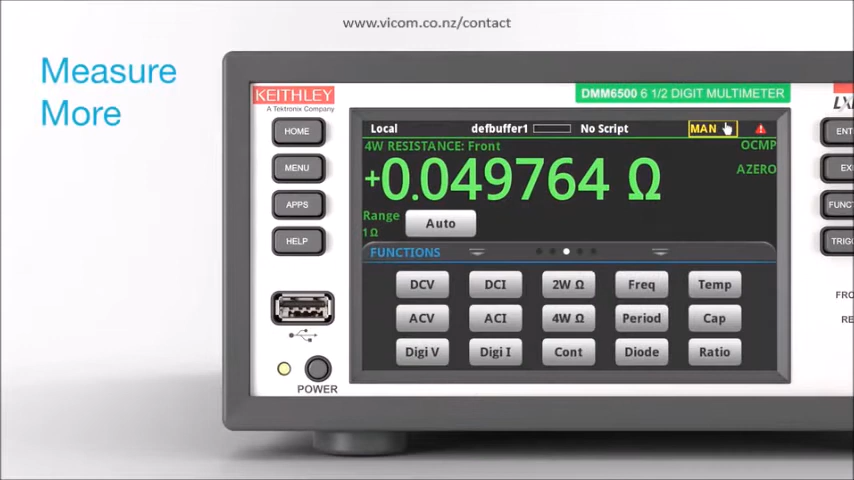 www.vicom.co.nz/contact
Measure
More
KEITHLEY
A Tektronix Company
DMM6500 6 1/2 DIGIT MULTIMETER
HOME
MENU
APPS
HELP
POWER
Local defbuffer1 No Script MAN
4W RESISTANCE: Front OCMP
+0.049764 Ω
AZERO
Range Auto
1Ω
FUNCTIONS
DCV DCI 2W Ω Freq Temp
ACV ACI 4W Ω Period Cap
Digi V Digi I Cont Diode Ratio